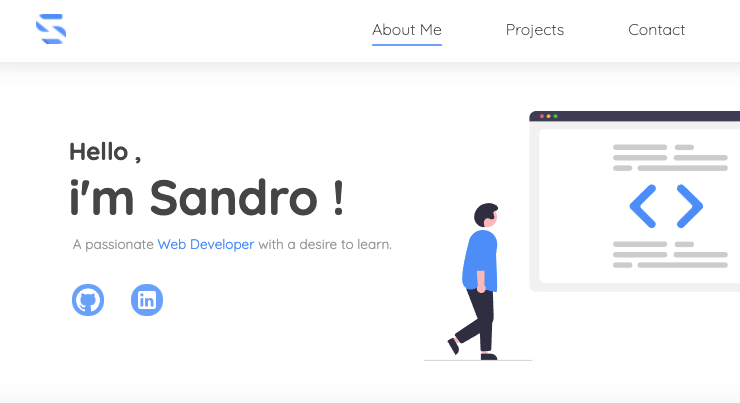 About Me Projects Contact
Hello ,
i'm Sandro !
A passionate Web Developer with a desire to learn.
in